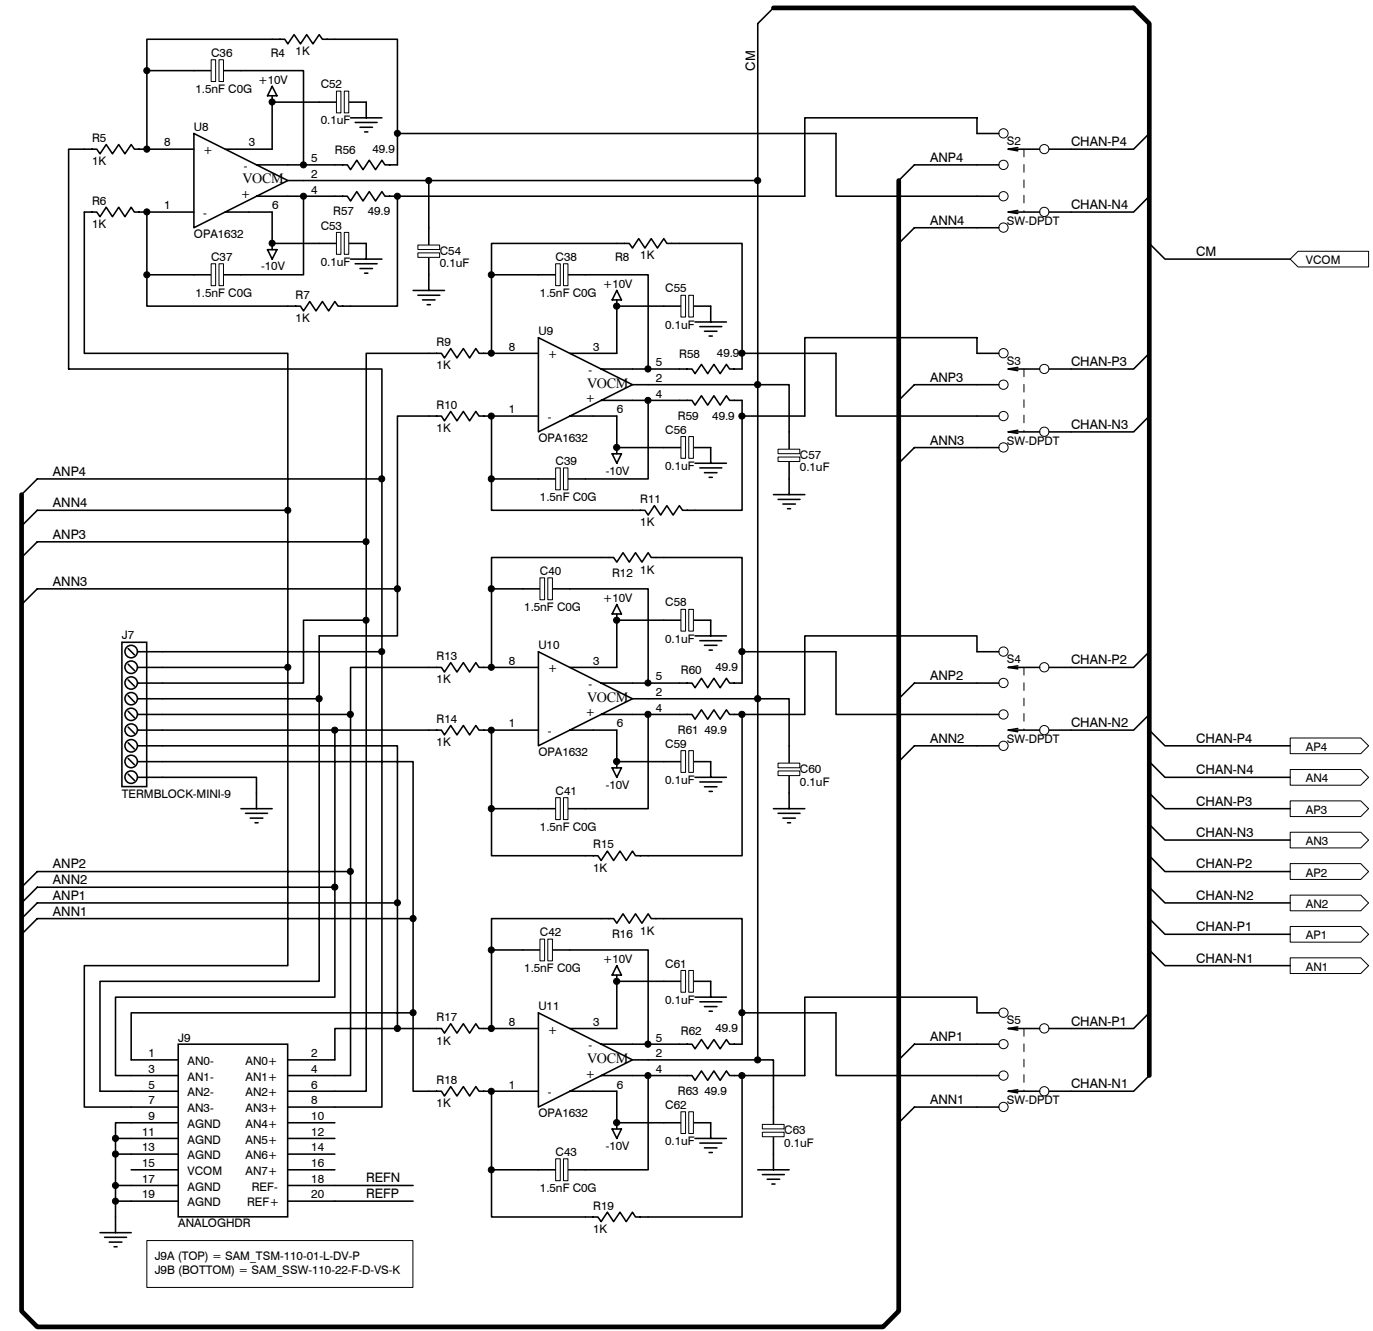 CM
R4 1K
C36
1.5nF C0G
+10V
C52
0.1uF
R5
1K
U8
8
+
3
-
5
R56
49.9
VOCM
2
R6
1K
1
-
+
4
6
R57
49.9
OPA1632
C53
0.1uF
-10V
C37
1.5nF C0G
R7
1K
C54
0.1uF
S2
CHAN-P4
ANP4
ANN4
SW-DPDT
CHAN-N4
CM
VCOM
R8
1K
C38
1.5nF C0G
+10V
C55
0.1uF
R9
1K
U9
8
+
3
-
5
R58
49.9
VOCM
2
R10
1K
1
-
+
4
6
R59
49.9
OPA1632
C56
0.1uF
-10V
C39
1.5nF C0G
R11
1K
C57
0.1uF
S3
CHAN-P3
ANP3
ANN3
SW-DPDT
CHAN-N3
ANP4
ANN4
ANP3
ANN3
R12
1K
C40
1.5nF C0G
+10V
C58
0.1uF
J7
TERMBLOCK-MINI-9
R13
1K
U10
8
+
3
-
5
R60
49.9
VOCM
2
R14
1K
1
-
+
4
6
R61
49.9
OPA1632
C59
0.1uF
-10V
C41
1.5nF C0G
R15
1K
C60
0.1uF
S4
CHAN-P2
ANP2
ANN2
SW-DPDT
CHAN-N2
CHAN-P4 AP4
CHAN-N4 AN4
CHAN-P3 AP3
CHAN-N3 AN3
CHAN-P2 AP2
CHAN-N2 AN2
CHAN-P1 AP1
CHAN-N1 AN1
ANP2
ANN2
ANP1
ANN1
R16
1K
C42
1.5nF C0G
+10V
C61
0.1uF
R17
1K
U11
8
+
3
-
5
R62
49.9
VOCM
2
R18
1K
1
-
+
4
6
R63
49.9
OPA1632
C62
0.1uF
-10V
C43
1.5nF C0G
R19
1K
C63
0.1uF
S5
CHAN-P1
ANP1
ANN1
SW-DPDT
CHAN-N1
J9
1 AN0- AN0+ 2
3 AN1- AN1+ 4
5 AN2- AN2+ 6
7 AN3- AN3+ 8
9 AGND AN4+ 10
11 AGND AN5+ 12
13 AGND AN6+ 14
15 VCOM AN7+ 16
17 AGND REF- 18 REFN
19 AGND REF+ 20 REFP
ANALOGHDR
J9A (TOP) = SAM_TSM-110-01-L-DV-P
J9B (BOTTOM) = SAM_SSW-110-22-F-D-VS-K